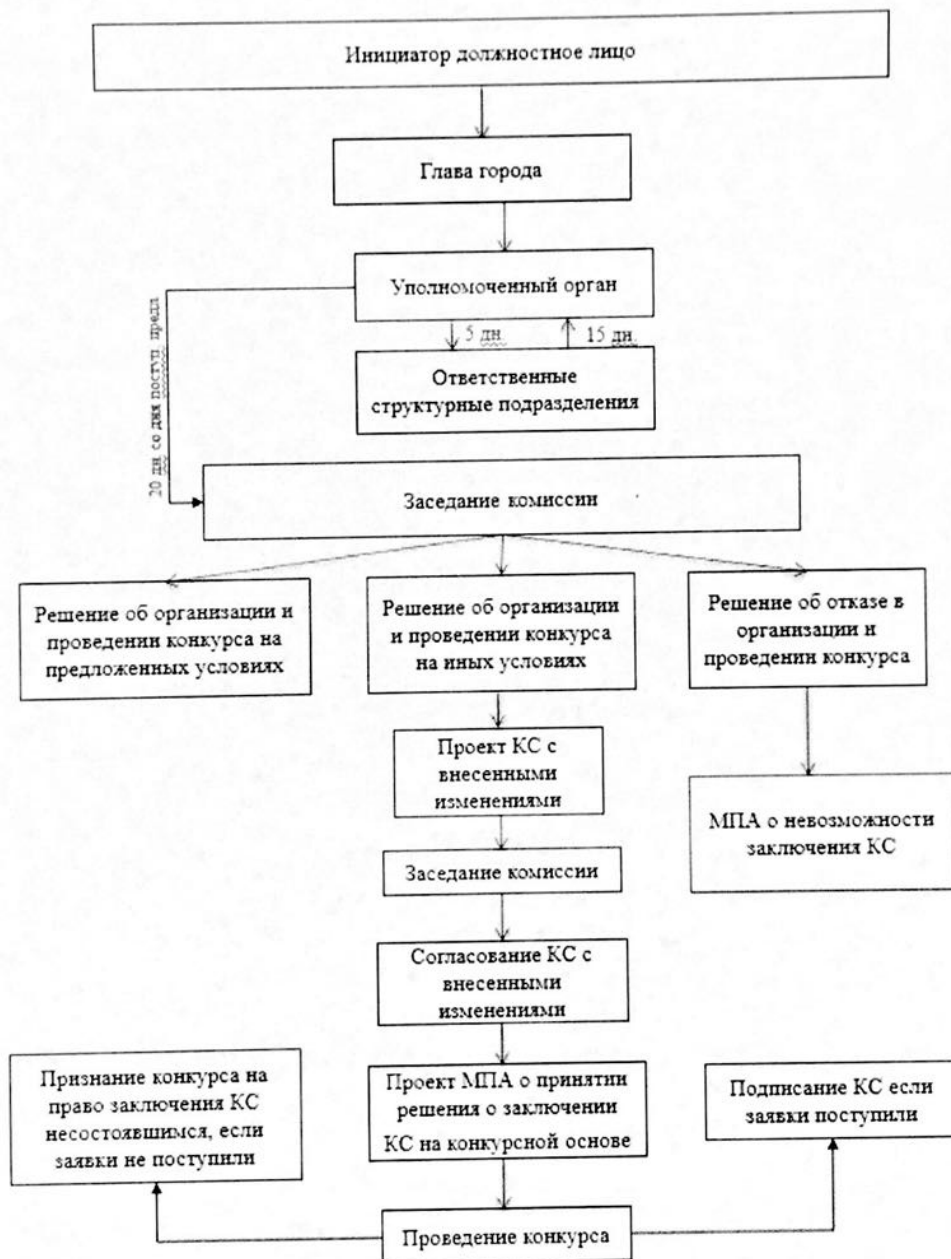 Инициатор должностное лицо
Глава города
Уполномоченный орган
5 дн
15 дн
20 дн со дня поступ. предл
Ответственные
структурные подразделения
Заседание комиссии
Решение об организации и
проведении конкурса на
предложенных условиях
Решение об организации
и проведении конкурса
на иных условиях
Решение об отказе в
организации и
проведении конкурса
Проект КС с
внесенными
изменениями
МПА о невозможности
заключения КС
Заседание комиссии
Согласование КС с
внесенными
изменениями
Признание конкурса на
право заключения КС
несостоявшимся, если
заявки не поступили
Проект МПА о принятии
решения о заключении
КС на конкурсной основе
Подписание КС если
заявки поступили
Проведение конкурса